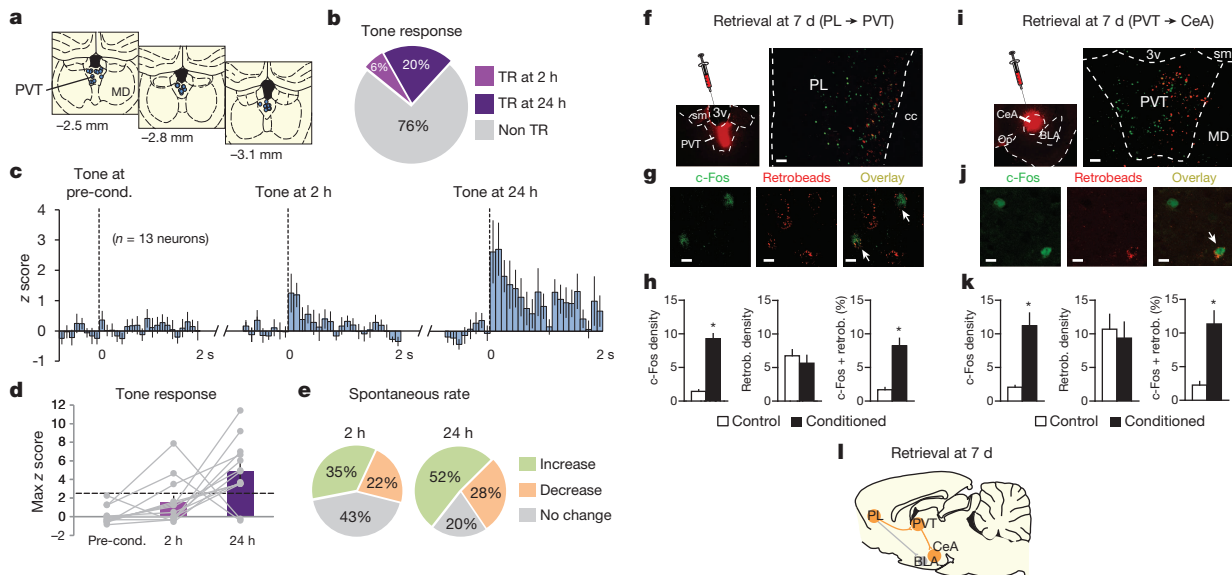 a
PVT
MD
−2.5 mm
−2.8 mm
−3.1 mm
b
Tone response
6%
20%
76%
TR at 2 h
TR at 24 h
Non TR
c
Tone at pre-cond.
Tone at 2 h
Tone at 24 h
(n = 13 neurons)
z score
4
3
2
1
0
-1
0
2 s
0
2 s
0
2 s
d
Tone response
Max z score
12
10
8
6
4
2
0
−2
Pre-cond.
2 h
24 h
e
Spontaneous rate
2 h
24 h
35%
22%
43%
52%
28%
20%
Increase
Decrease
No change
f
Retrieval at 7 d (PL → PVT)
sm
3v
PVT
PL
cc
g
c-Fos
Retrobeads
Overlay
h
c-Fos density
15
10
5
0
*
Retrob. density
15
10
5
0
c-Fos + retrob. (%)
15
10
5
0
*
Control
Conditioned
i
Retrieval at 7 d (PVT → CeA)
CeA
BLA
Op
3v
sm
PVT
MD
j
c-Fos
Retrobeads
Overlay
k
c-Fos density
15
10
5
0
*
Retrob. density
15
10
5
0
c-Fos + retrob. (%)
15
10
5
0
*
Control
Conditioned
l
Retrieval at 7 d
PL
PVT
CeA
BLA